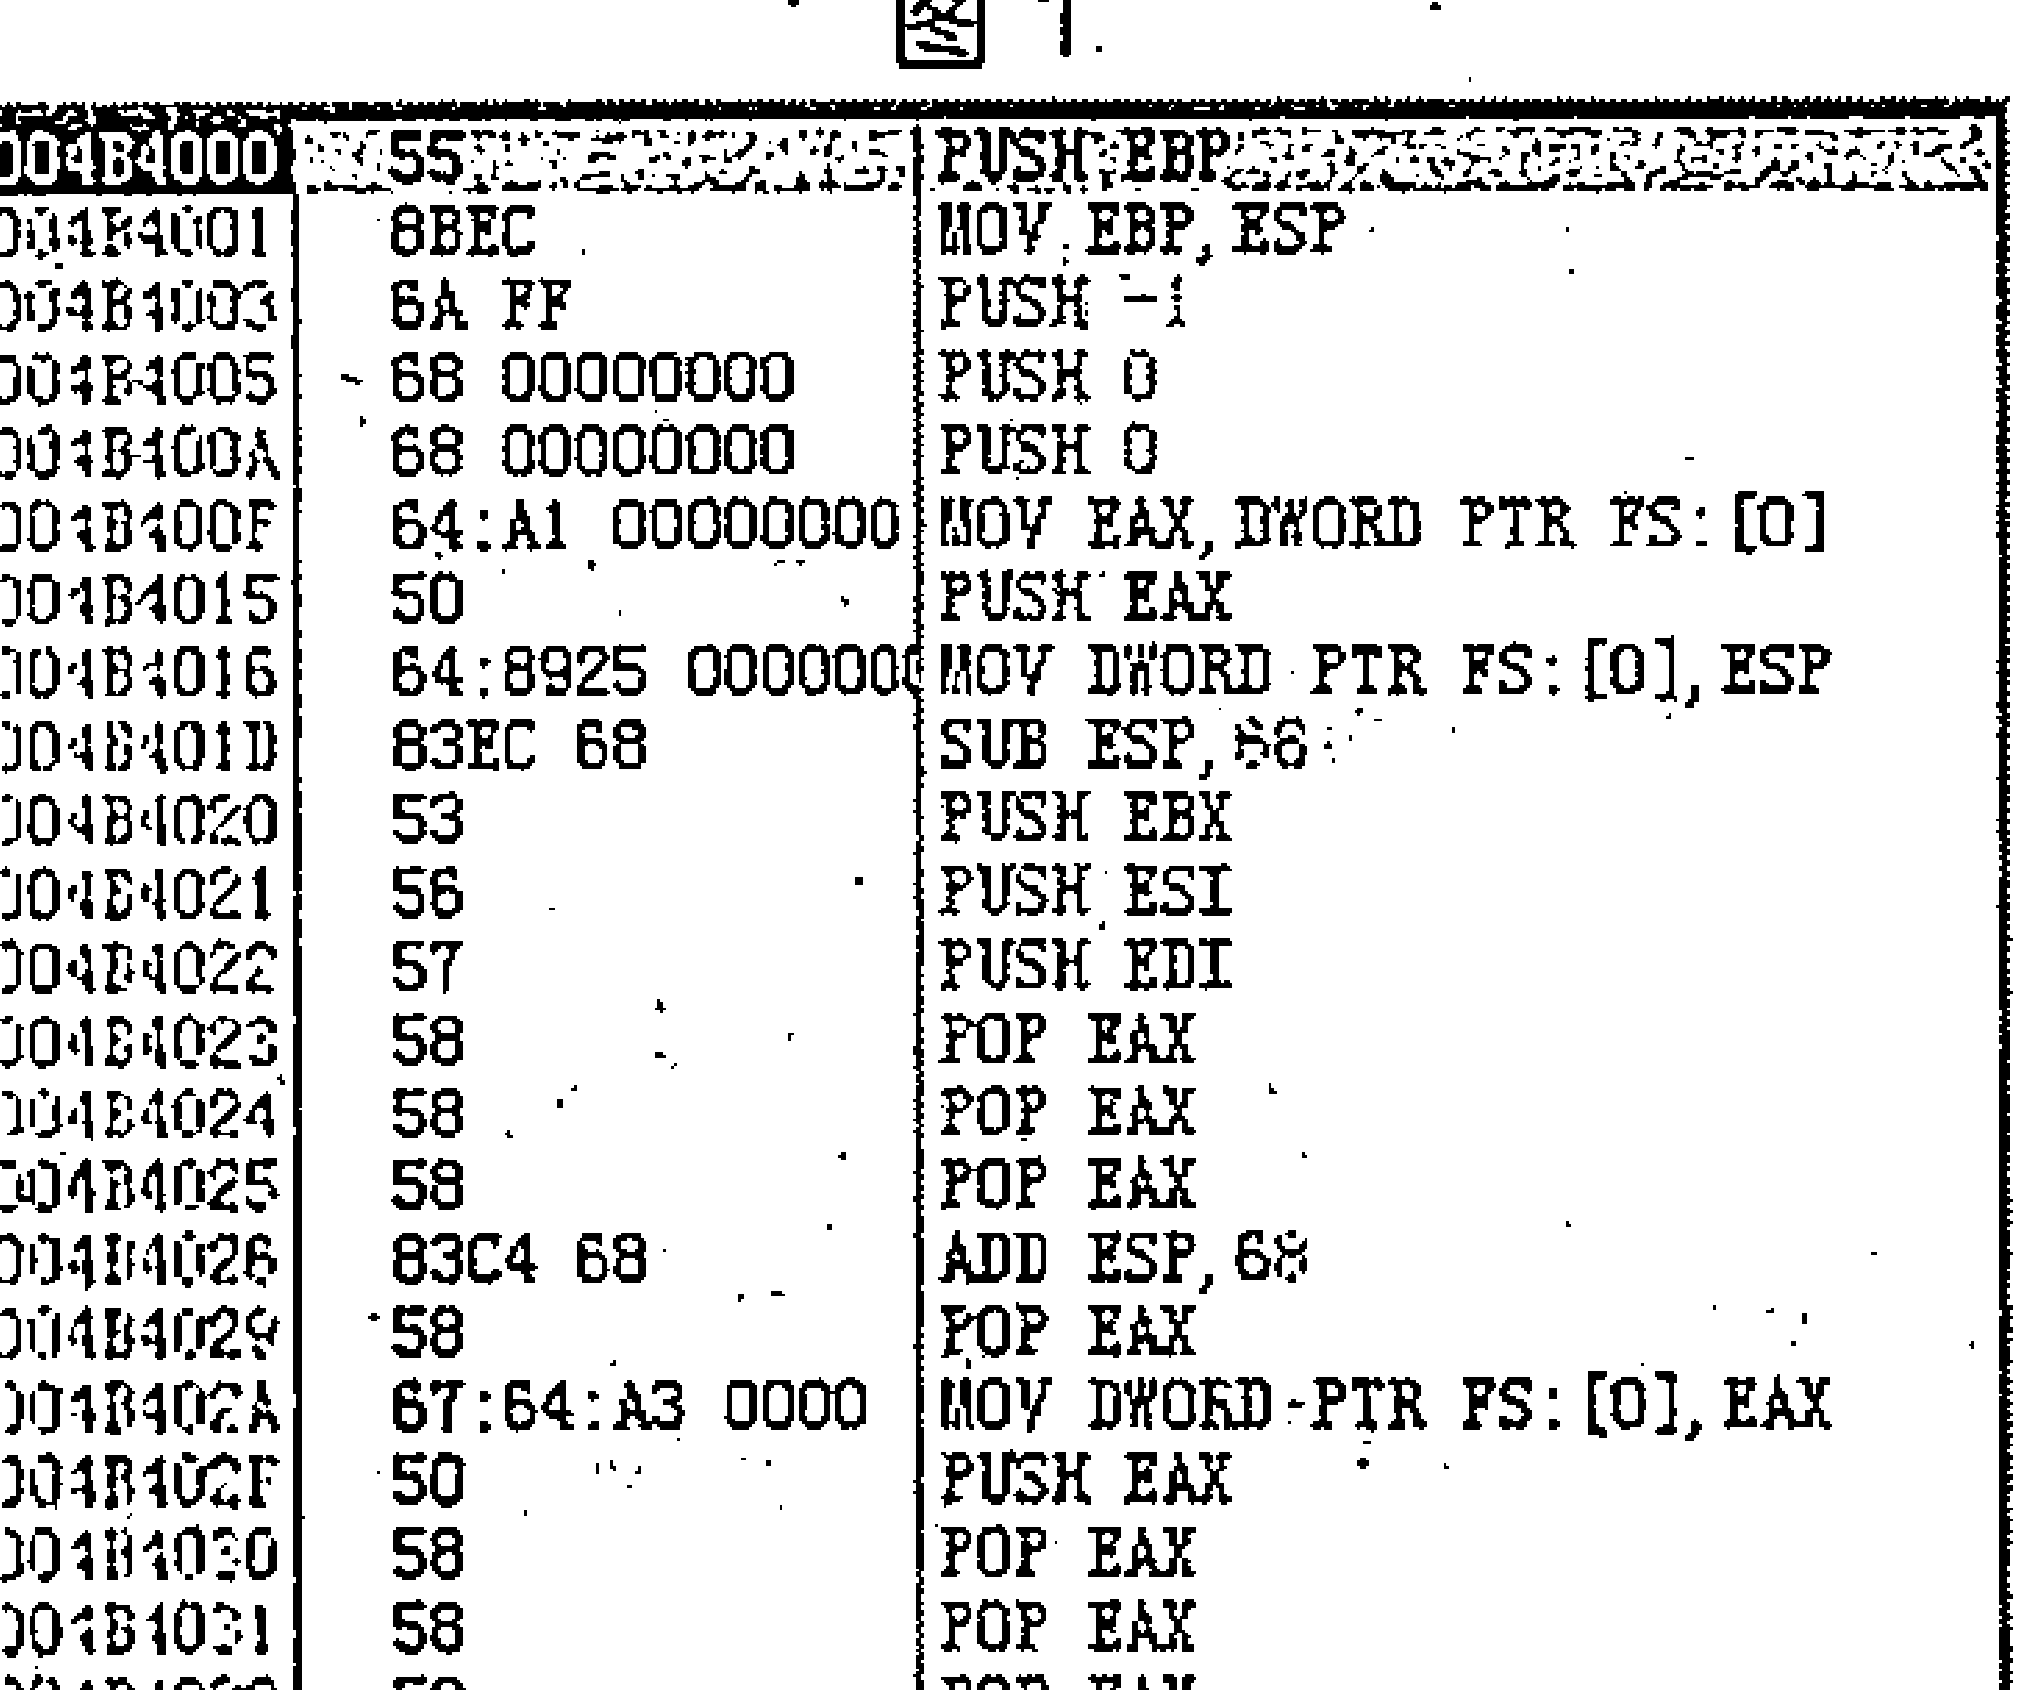 图 1
004B4000 55 PUSH EBP
004B4001 8BEC MOV EBP,ESP
004B4003 6A FF PUSH -1
004B4005 68 00000000 PUSH 0
004B400A 68 00000000 PUSH 0
004B400F 64:A1 00000000 MOV EAX,DWORD PTR FS:[0]
004B4015 50 PUSH EAX
004B4016 64:8925 0000000 MOV DWORD PTR FS:[0],ESP
004B401D 83EC 68 SUB ESP,68
004B4020 53 PUSH EBX
004B4021 56 PUSH ESI
004B4022 57 PUSH EDI
004B4023 58 POP EAX
004B4024 58 POP EAX
004B4025 58 POP EAX
004B4026 83C4 68 ADD ESP,68
004B4029 58 POP EAX
004B402A 67:64:A3 0000 MOV DWORD PTR FS:[0],EAX
004B402F 50 PUSH EAX
004B4030 58 POP EAX
004B4031 58 POP EAX